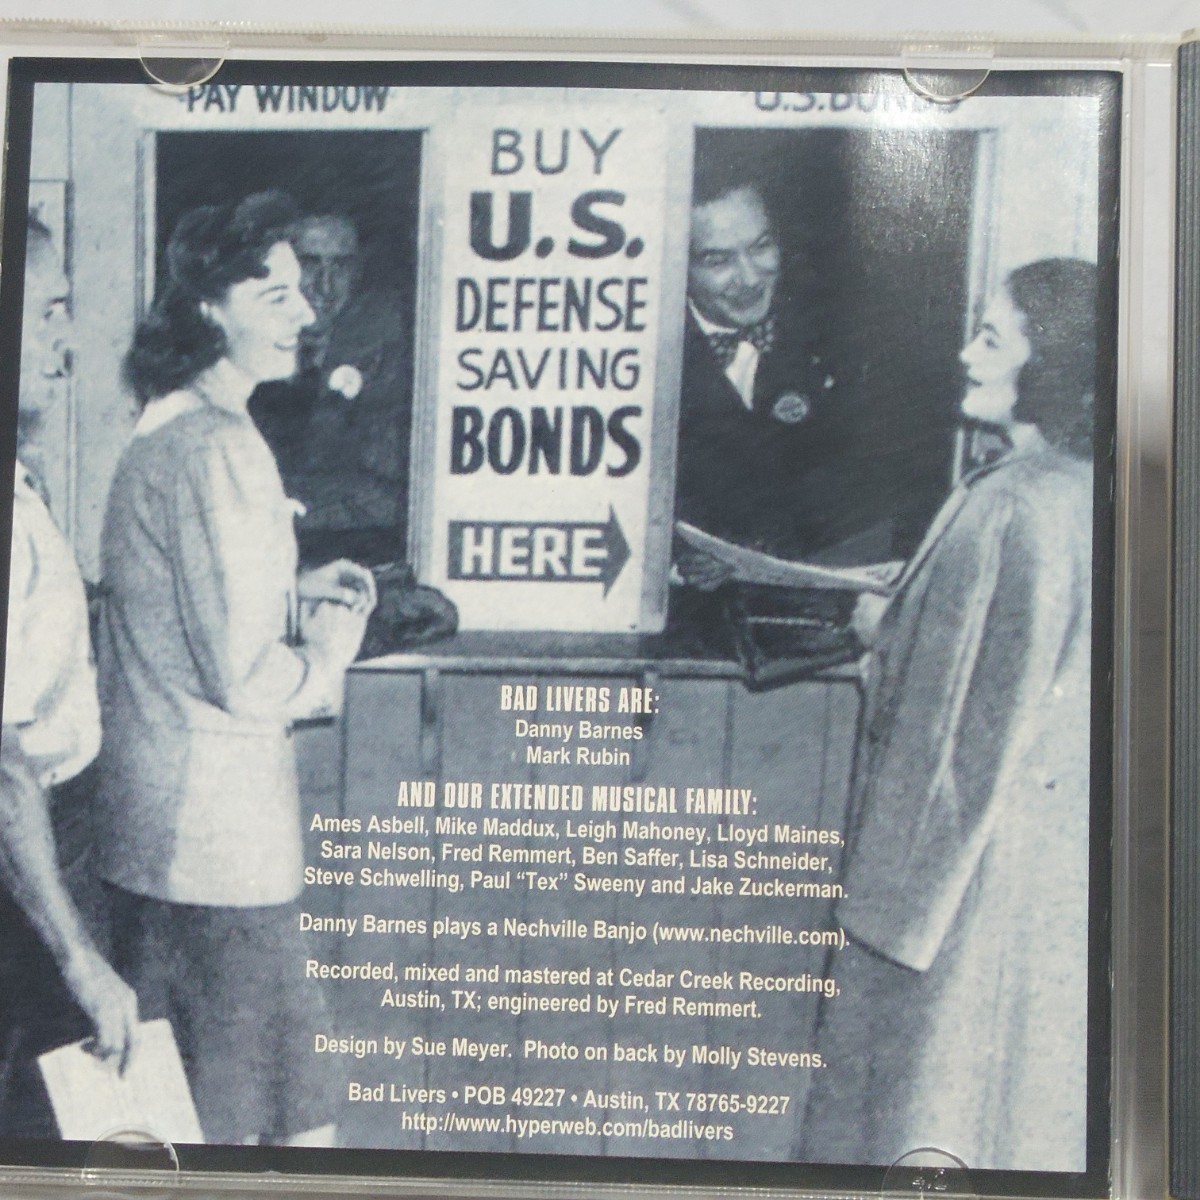 PAY WINDOW
U.S. BONDS
BUY
U.S.
DEFENSE
SAVING
BONDS
HERE
BAD LIVERS ARE:
Danny Barnes
Mark Rubin
AND OUR EXTENDED MUSICAL FAMILY:
Ames Asbell, Mike Maddux, Leigh Mahoney, Lloyd Maines,
Sara Nelson, Fred Remmert, Ben Saffer, Lisa Schneider,
Steve Schwelling, Paul “Tex” Sweeny and Jake Zuckerman.
Danny Barnes plays a Nechville Banjo (www.nechville.com).
Recorded, mixed and mastered at Cedar Creek Recording,
Austin, TX; engineered by Fred Remmert.
Design by Sue Meyer. Photo on back by Molly Stevens.
Bad Livers • POB 49227 • Austin, TX 78765-9227
http://www.hyperweb.com/badlivers